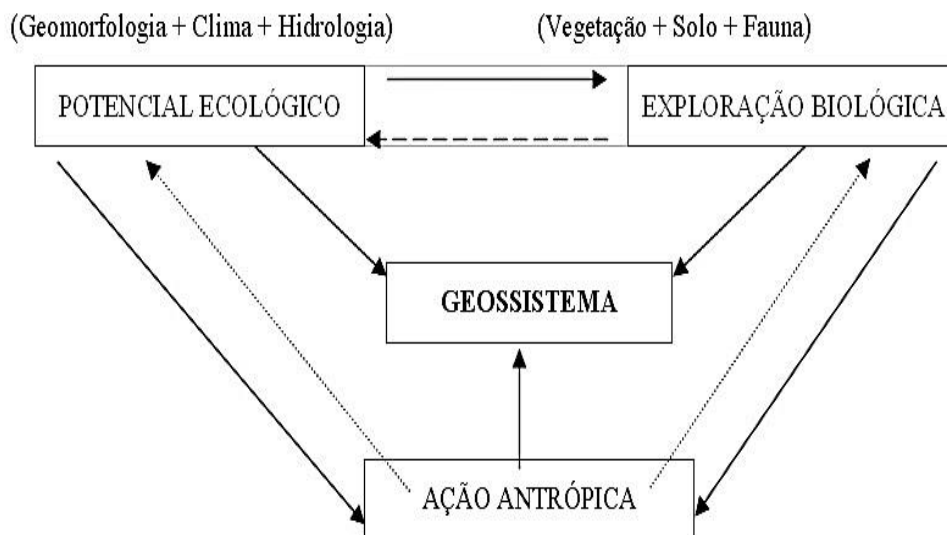 (Geomorfologia + Clima + Hidrologia)
(Vegetação + Solo + Fauna)
POTENCIAL ECOLÓGICO
EXPLORAÇÃO BIOLÓGICA
GEOSSISTEMA
AÇÃO ANTRÓPICA